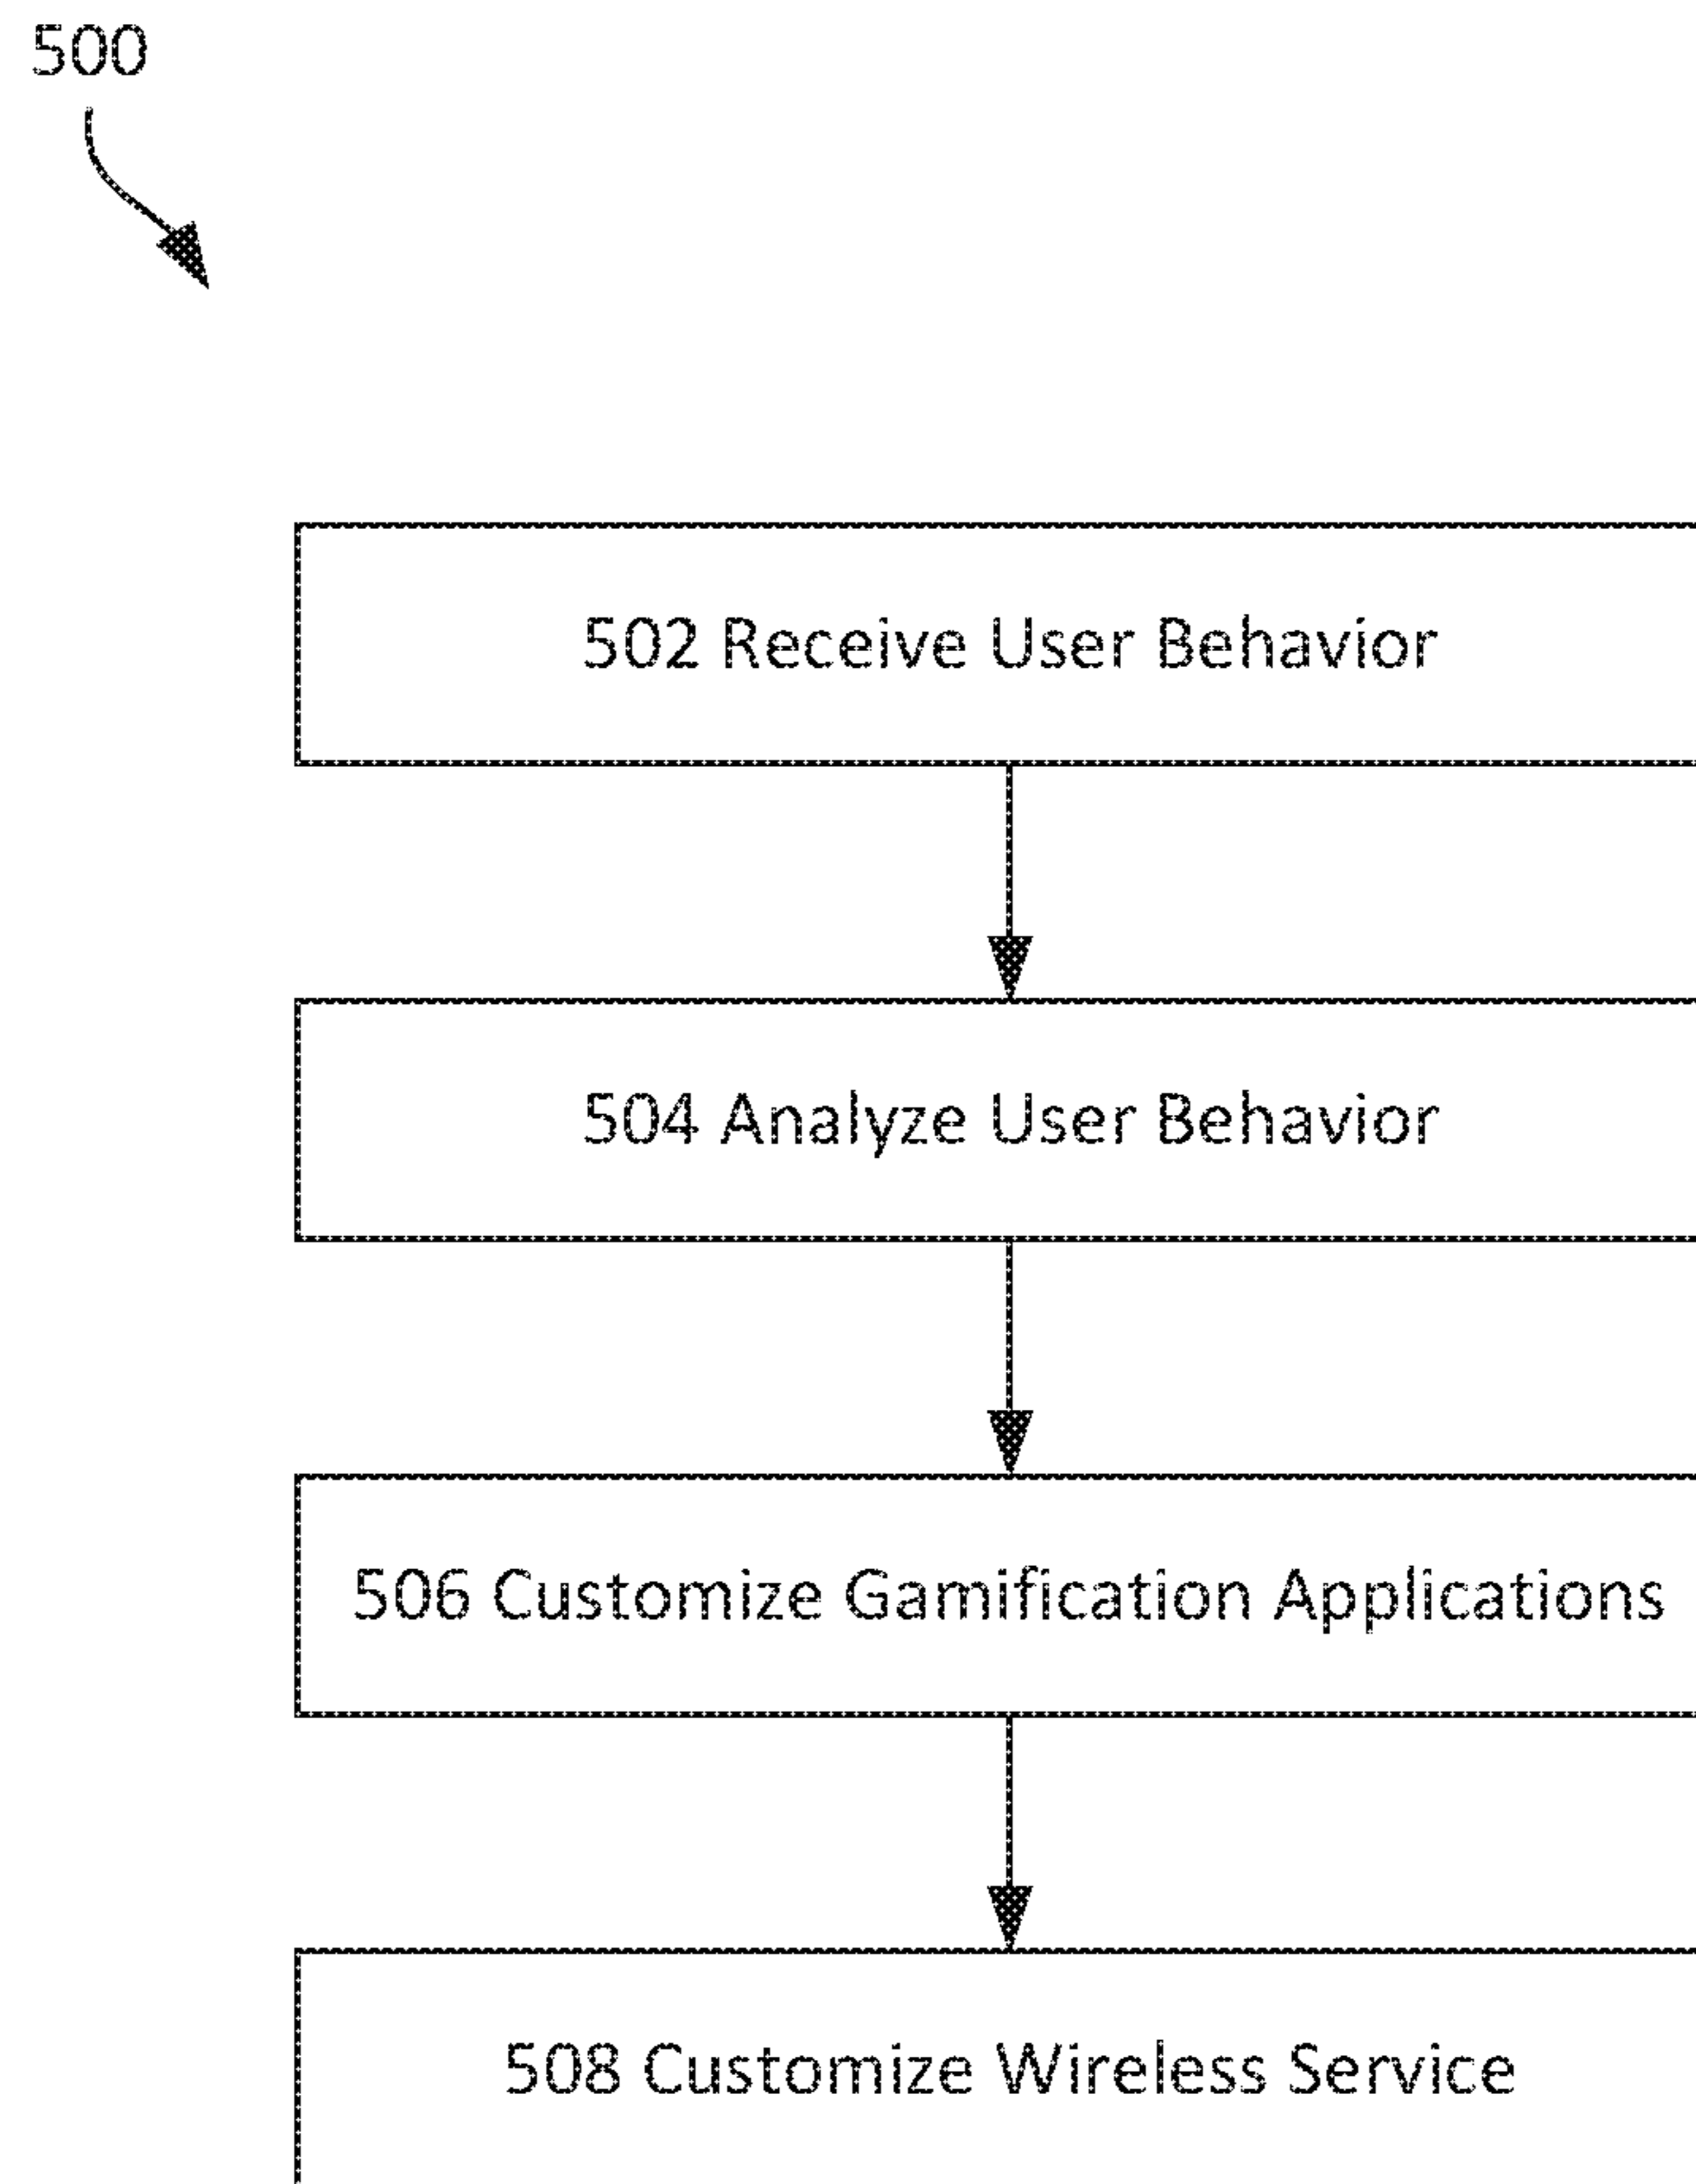 500
502 Receive User Behavior
504 Analyze User Behavior
506 Customize Gamification Applications
508 Customize Wireless Service